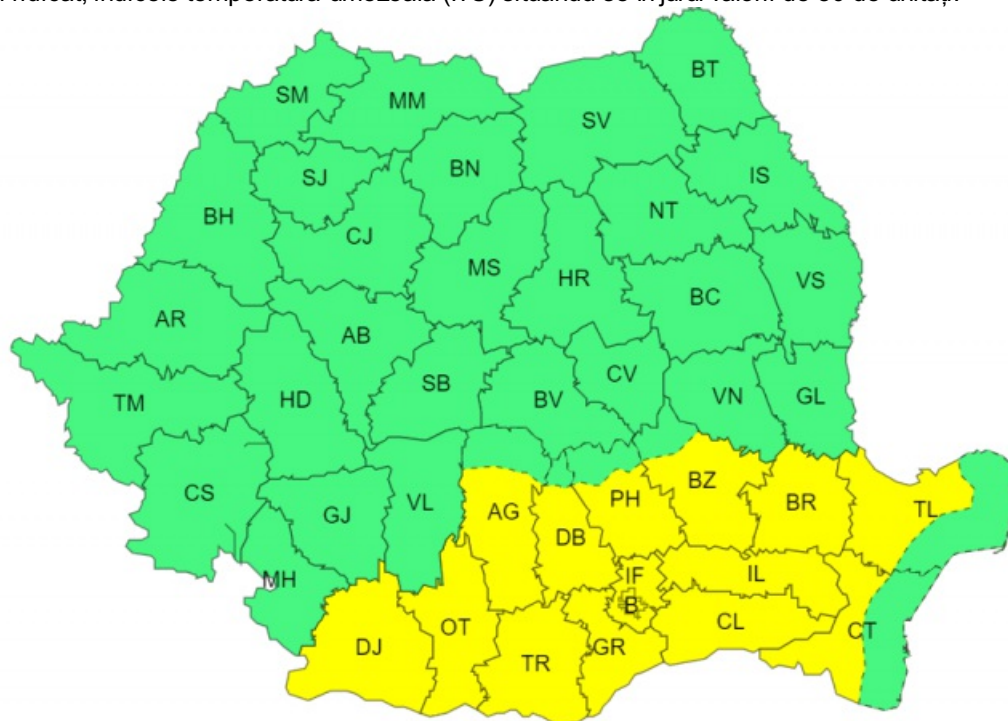 ridicat, indicele temperatură-umezeală (ITU) situându-se în jurul valorii de 80 de unități.
BT
SM
MM
SV
BN
IS
SJ
NT
BH
CJ
MS
HR
VS
BC
AR
AB
CV
SB
VN
GL
TM
HD
BV
BZ
CS
VL
PH
BR
AG
TL
GJ
DB
IF
IL
MH
B
CL
CT
OT
DJ
GR
TR